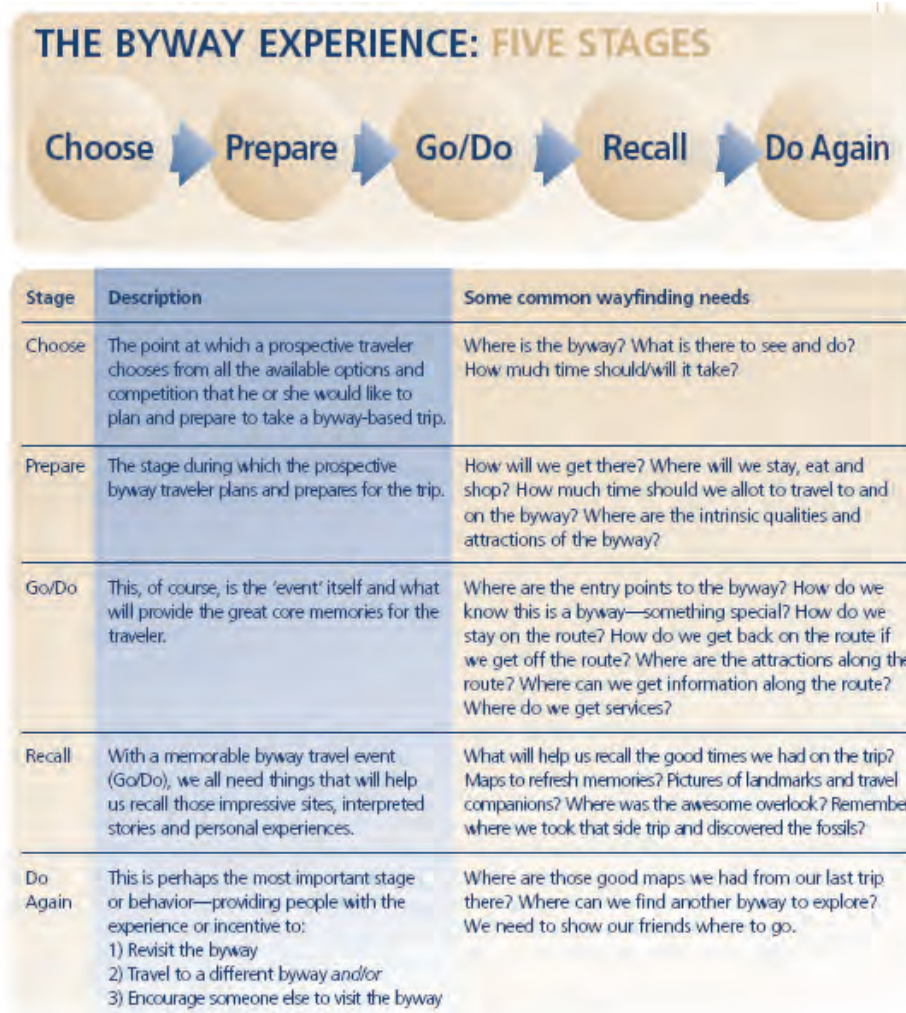 THE BYWAY EXPERIENCE: FIVE STAGES
Choose
Prepare
Go/Do
Recall
Do Again
Stage
Description
Some common wayfinding needs
Choose
The point at which a prospective traveler
chooses from all the available options and
competition that he or she would like to
plan and prepare to take a byway-based trip.
Where is the byway? What is there to see and do?
How much time should/will it take?
Prepare
The stage during which the prospective
byway traveler plans and prepares for the trip.
How will we get there? Where will we stay, eat and
shop? How much time should we allot to travel to and
on the byway? Where are the intrinsic qualities and
attractions of the byway?
Go/Do
This, of course, is the ‘event’ itself and what
will provide the great core memories for the
traveler.
Where are the entry points to the byway? How do we
know this is a byway—something special? How do we
stay on the route? How do we get back on the route if
we get off the route? Where are the attractions along the
route? Where can we get information along the route?
Where do we get services?
Recall
With a memorable byway travel event
(Go/Do), we all need things that will help
us recall those impressive sites, interpreted
stories and personal experiences.
What will help us recall the good times we had on the trip?
Maps to refresh memories? Pictures of landmarks and travel
companions? Where was the awesome overlook? Remember
where we took that side trip and discovered the fossils?
Do
Again
This is perhaps the most important stage
or behavior—providing people with the
experience or incentive to:
1) Revisit the byway
2) Travel to a different byway and/or
3) Encourage someone else to visit the byway
Where are those good maps we had from our last trip
there? Where can we find another byway to explore?
We need to show our friends where to go.